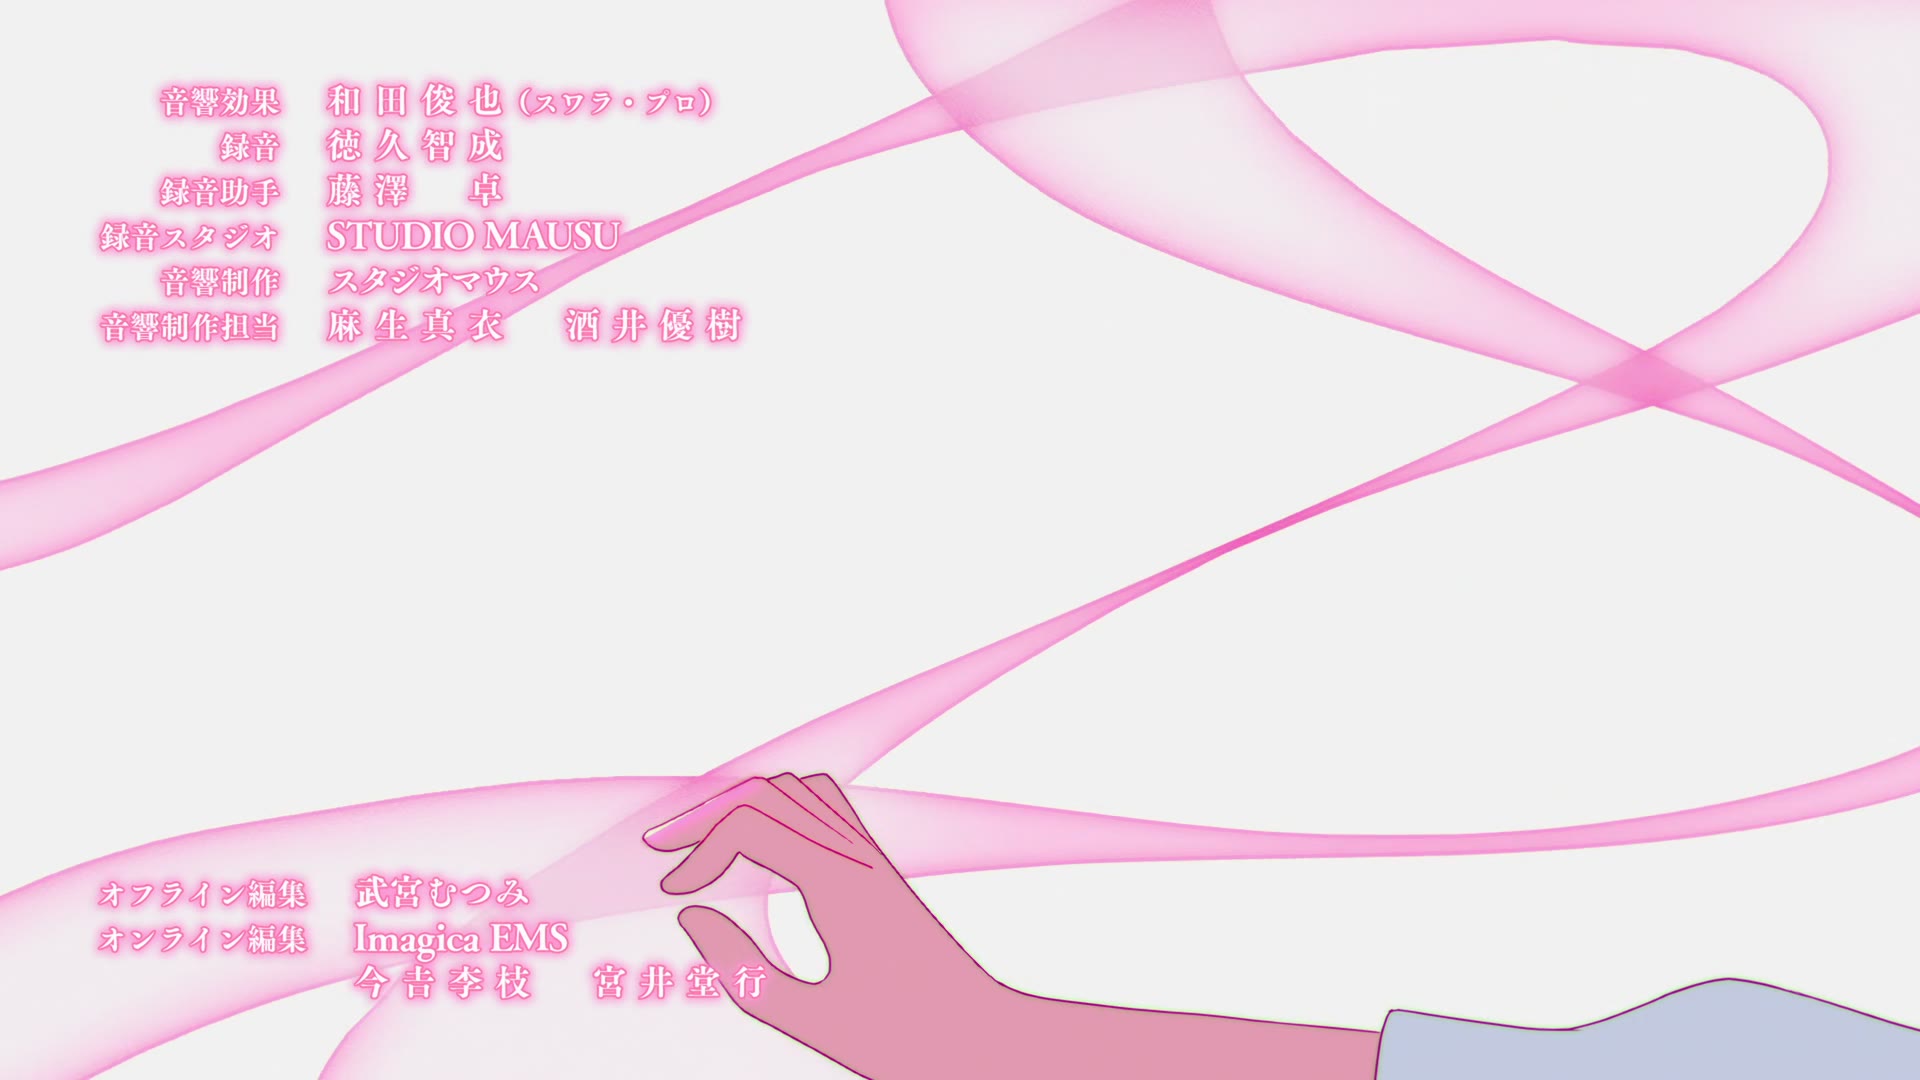 音響効果 和田俊也(スワラ・プロ)
録音 徳久智成
録音助手 藤澤 卓
録音スタジオ STUDIO MAUSU
音響制作 スタジオマウス
音響制作担当 麻生真衣 酒井優樹
オフライン編集 武宮むつみ
オンライン編集 Imagica EMS
今𠮷李枝 宮井堂行